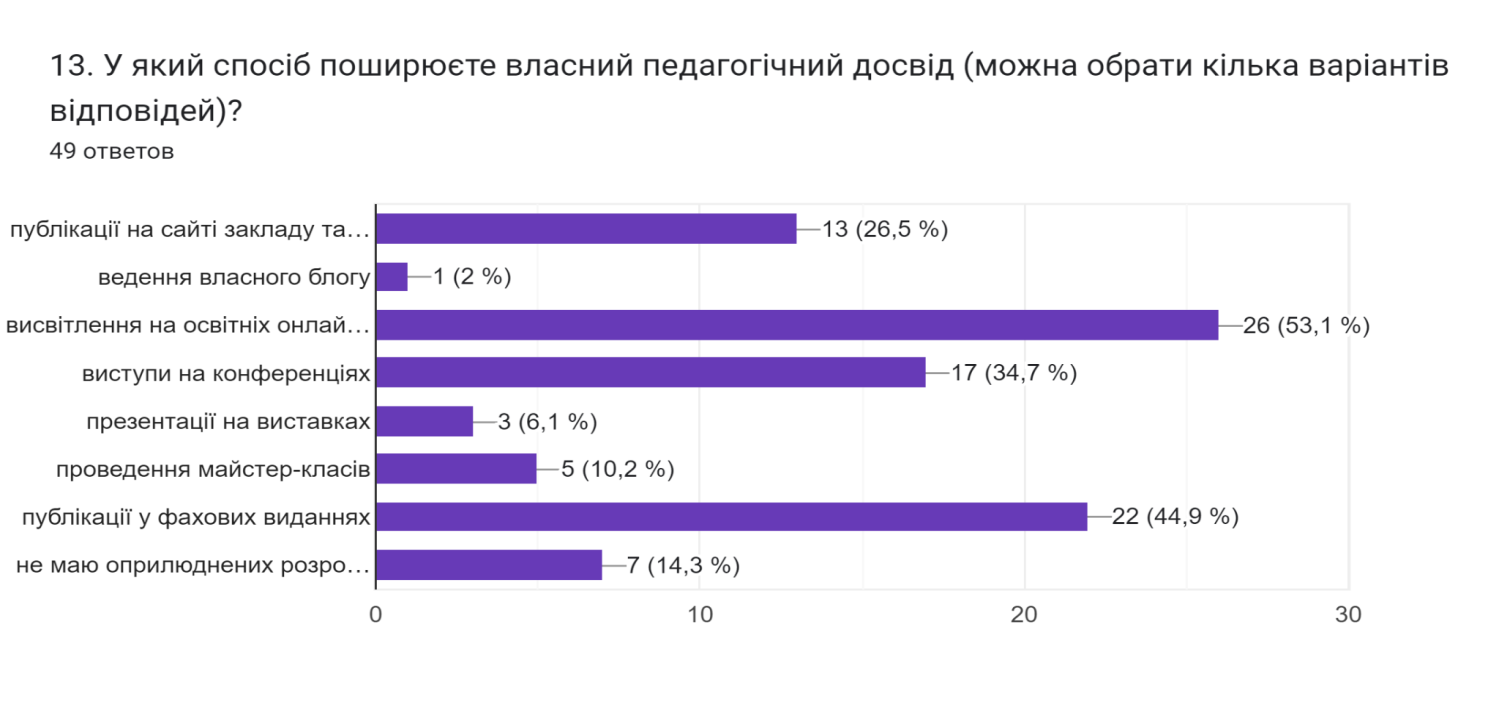 13. У який спосіб поширюєте власний педагогічний досвід (можна обрати кілька варіантів
відповідей)?
49 ответов
публікації на сайті закладу та… 13 (26,5 %)
ведення власного блогу 1 (2 %)
висвітлення на освітніх онлай… 26 (53,1 %)
виступи на конференціях 17 (34,7 %)
презентації на виставках 3 (6,1 %)
проведення майстер-класів 5 (10,2 %)
публікації у фахових виданнях 22 (44,9 %)
не маю оприлюднених розро… 7 (14,3 %)
0 10 20 30